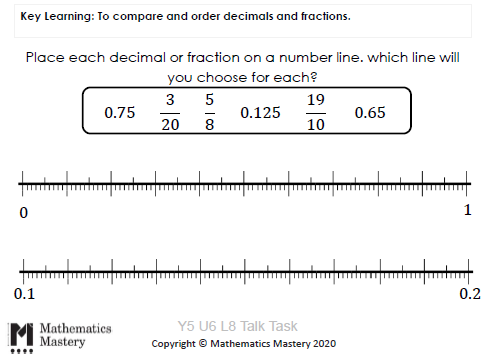 Key Learning: To compare and order decimals and fractions.
Place each decimal or fraction on a number line. which line will
you choose for each?
0.75 3/20 5/8 0.125 19/10 0.65
0 1
0.1 0.2
Mathematics Mastery
Y5 U6 L8 Talk Task
Copyright © Mathematics Mastery 2020